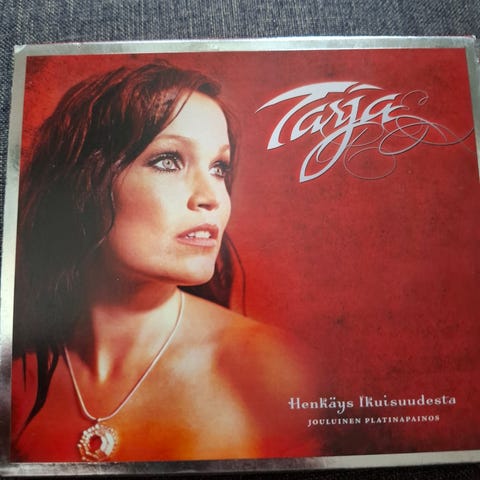 Tarja
Henkäys Ikuisuudesta
JOULUINEN PLATINAPAINOS